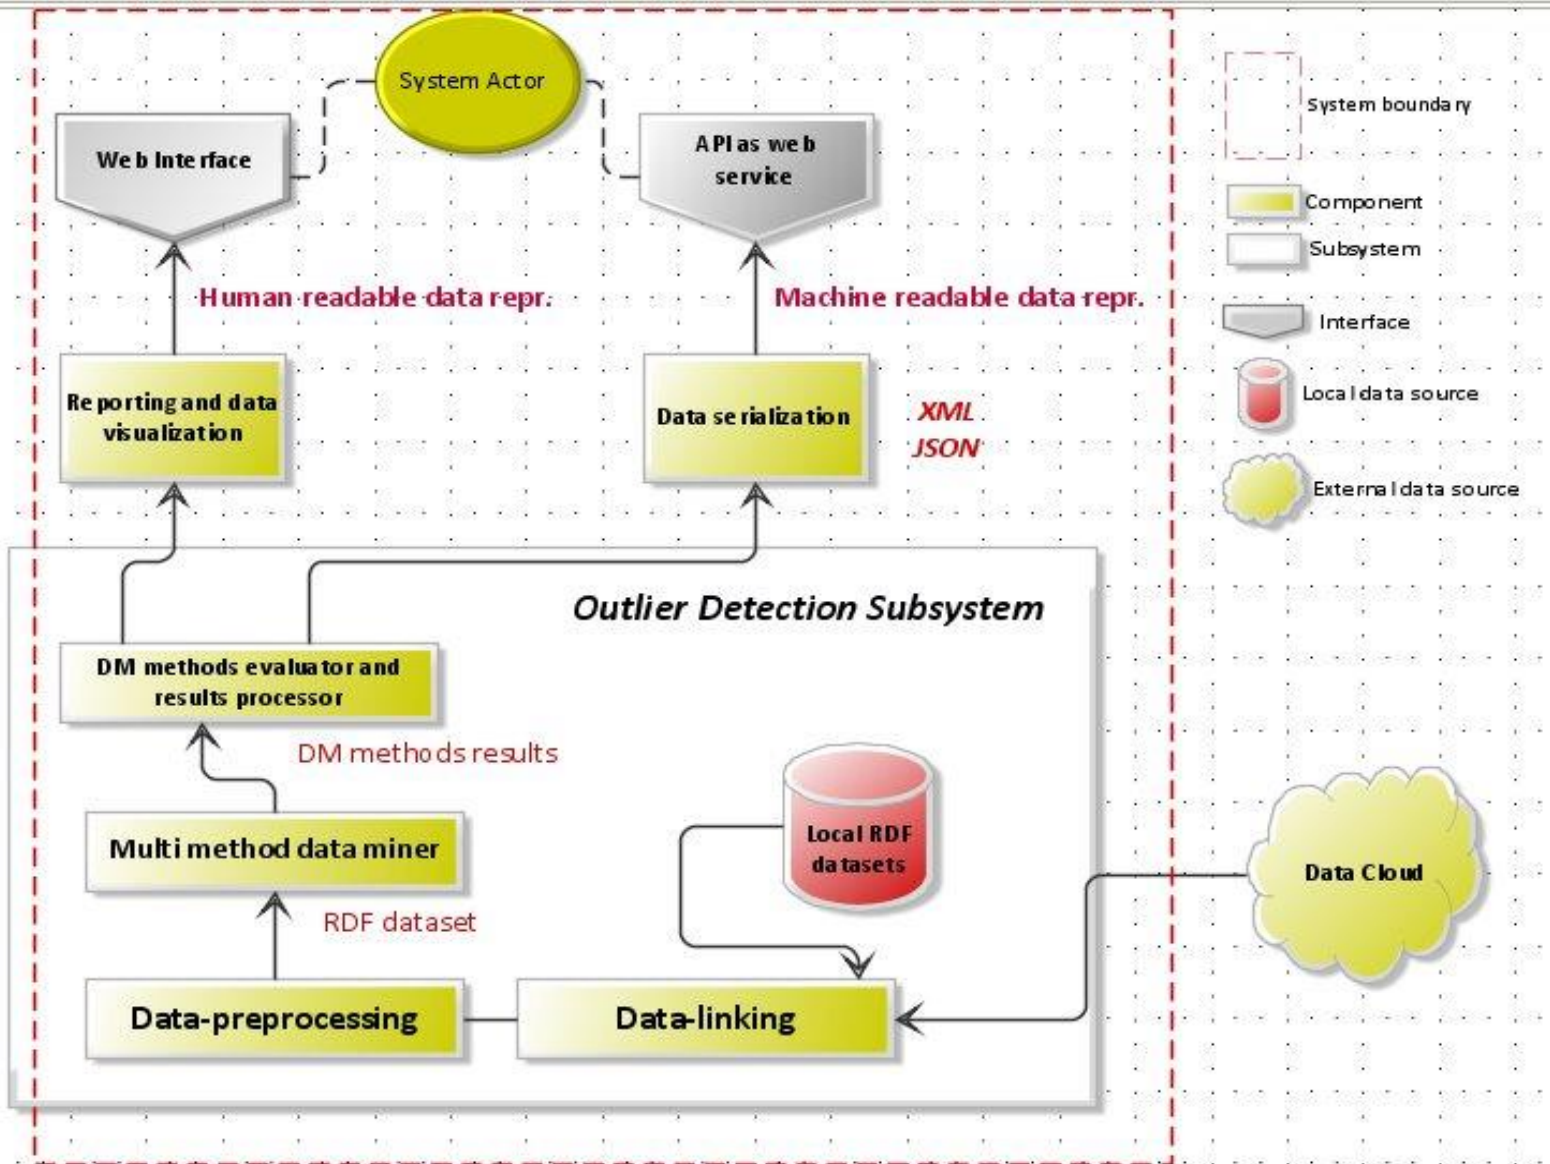 System Actor
Web Interface
API as web
service
Human readable data repr.
Machine readable data repr.
Reporting and data
visualization
Data serialization
XML
JSON
Outlier Detection Subsystem
DM methods evaluator and
results processor
DM methods results
Multi method data miner
RDF dataset
Local RDF
datasets
Data-preprocessing
Data-linking
Data Cloud
System boundary
Component
Subsystem
Interface
Local data source
External data source